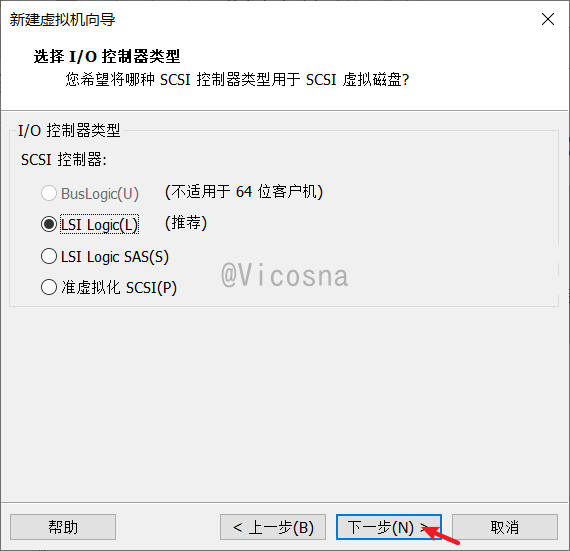 新建虚拟机向导
选择 I/O 控制器类型
您希望将哪种 SCSI 控制器类型用于 SCSI 虚拟磁盘?
I/O 控制器类型
SCSI 控制器:
BusLogic(U) (不适用于 64 位客户机)
LSI Logic(L) (推荐)
LSI Logic SAS(S)
@Vicosna
准虚拟化 SCSI(P)
帮助 < 上一步(B) 下一步(N) > 取消